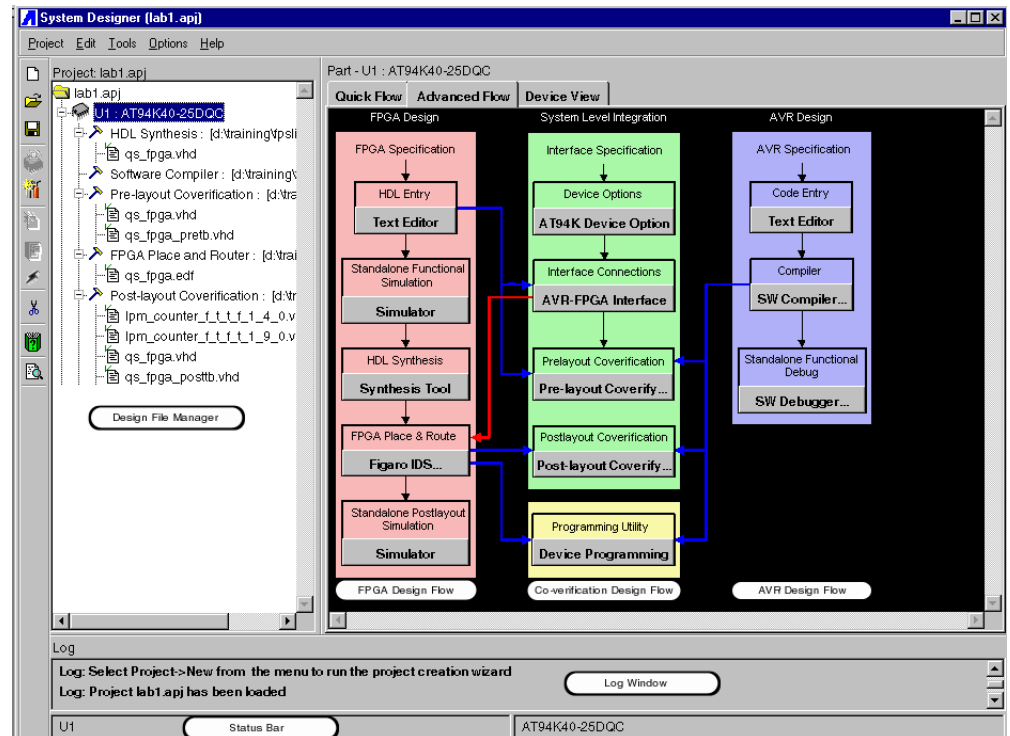 System Designer (lab1.apj)
Project Edit Tools Options Help
Project: lab1.apj
lab1.apj
U1 : AT94K40-25DQC
HDL Synthesis : [d:\training\fpsli
qs_fpga.vhd
Software Compiler : [d:\training\
Pre-layout Coverification : [d:\tra
qs_fpga.vhd
qs_fpga_pretb.vhd
FPGA Place and Router : [d:\trai
qs_fpga.edf
Post-layout Coverification : [d:\tr
lpm_counter_f_t_t_f_1_4_0.v
lpm_counter_f_t_f_t_1_9_0.v
qs_fpga.vhd
qs_fpga_posttb.vhd
Design File Manager
Part - U1 : AT94K40-25DQC
Quick Flow Advanced Flow Device View
FPGA Design
FPGA Specification
HDL Entry
Text Editor
Standalone Functional
Simulation
Simulator
HDL Synthesis
Synthesis Tool
FPGA Place & Route
Figaro IDS...
Standalone Postlayout
Simulation
Simulator
FPGA Design Flow
System Level Integration
Interface Specification
Device Options
AT94K Device Option
Interface Connections
AVR-FPGA Interface
Prelayout Coverification
Pre-layout Coverify...
Postlayout Coverification
Post-layout Coverify...
Programming Utility
Device Programming
Co-verification Design Flow
AVR Design
AVR Specification
Code Entry
Text Editor
Compiler
SW Compiler...
Standalone Functional
Debug
SW Debugger...
AVR Design Flow
Log
Log: Select Project->New from the menu to run the project creation wizard
Log: Project lab1.apj has been loaded
Log Window
U1
Status Bar
AT94K40-25DQC